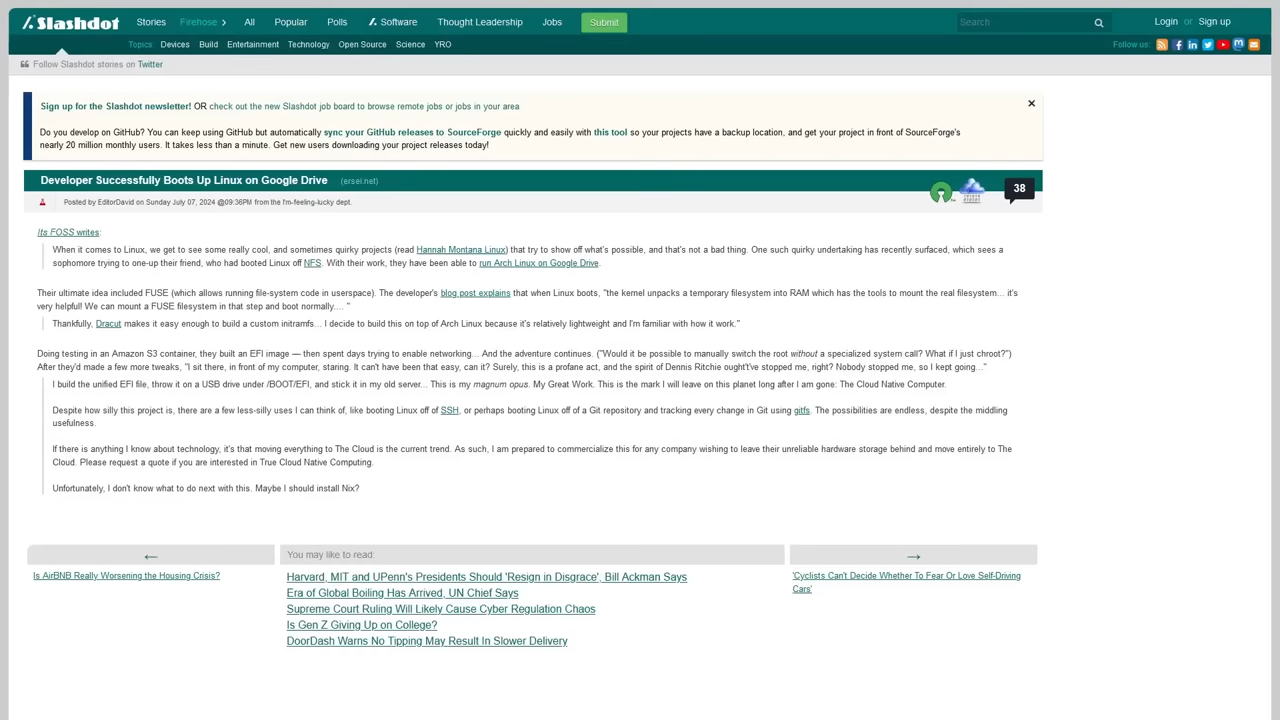 Slashdot Stories Firehose All Popular Polls Software Thought Leadership Jobs Submit Search Login or Sign up
Topics: Devices Build Entertainment Technology Open Source Science YRO Follow us:
Follow Slashdot stories on Twitter
Sign up for the Slashdot newsletter! OR check out the new Slashdot job board to browse remote jobs or jobs in your area
Do you develop on GitHub? You can keep using GitHub but automatically sync your GitHub releases to SourceForge quickly and easily with this tool so your projects have a backup location, and get your project in front of SourceForge's
nearly 20 million monthly users. It takes less than a minute. Get new users downloading your project releases today!
Developer Successfully Boots Up Linux on Google Drive (ersei.net)
38
Posted by EditorDavid on Sunday July 07, 2024 @09:36PM from the I'm-feeling-lucky dept.
Its FOSS writes:
When it comes to Linux, we get to see some really cool, and sometimes quirky projects (read Hannah Montana Linux) that try to show off what's possible, and that's not a bad thing. One such quirky undertaking has recently surfaced, which sees a
sophomore trying to one-up their friend, who had booted Linux off NFS. With their work, they have been able to run Arch Linux on Google Drive.
Their ultimate idea included FUSE (which allows running file-system code in userspace). The developer's blog post explains that when Linux boots, "the kernel unpacks a temporary filesystem into RAM which has the tools to mount the real filesystem... it's
very helpful! We can mount a FUSE filesystem in that step and boot normally.... "
Thankfully, Dracut makes it easy enough to build a custom initramfs... I decide to build this on top of Arch Linux because it's relatively lightweight and I'm familiar with how it work."
Doing testing in an Amazon S3 container, they built an EFI image — then spent days trying to enable networking... And the adventure continues. ("Would it be possible to manually switch the root without a specialized system call? What if I just chroot?")
After they'd made a few more tweaks, "I sit there, in front of my computer, staring. It can't have been that easy, can it? Surely, this is a profane act, and the spirit of Dennis Ritchie ought've stopped me, right? Nobody stopped me, so I kept going..."
I build the unified EFI file, throw it on a USB drive under /BOOT/EFI, and stick it in my old server... This is my magnum opus. My Great Work. This is the mark I will leave on this planet long after I am gone: The Cloud Native Computer.
Despite how silly this project is, there are a few less-silly uses I can think of, like booting Linux off of SSH, or perhaps booting Linux off of a Git repository and tracking every change in Git using gitfs. The possibilities are endless, despite the middling
usefulness.
If there is anything I know about technology, it's that moving everything to The Cloud is the current trend. As such, I am prepared to commercialize this for any company wishing to leave their unreliable hardware storage behind and move entirely to The
Cloud. Please request a quote if you are interested in True Cloud Native Computing.
Unfortunately, I don't know what to do next with this. Maybe I should install Nix?
← You may like to read: →
Is AirBNB Really Worsening the Housing Crisis?
Harvard, MIT and UPenn's Presidents Should 'Resign in Disgrace', Bill Ackman Says
Era of Global Boiling Has Arrived, UN Chief Says
Supreme Court Ruling Will Likely Cause Cyber Regulation Chaos
Is Gen Z Giving Up on College?
DoorDash Warns No Tipping May Result In Slower Delivery
'Cyclists Can't Decide Whether To Fear Or Love Self-Driving
Cars'